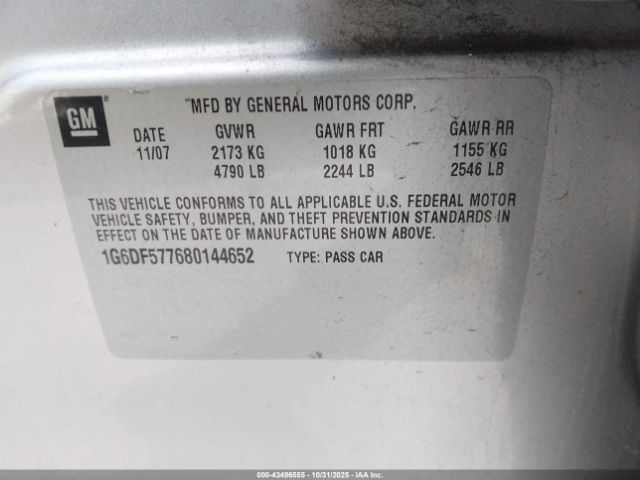 GM
MFD BY GENERAL MOTORS CORP.
DATE GVWR GAWR FRT GAWR RR
11/07 2173 KG 1018 KG 1155 KG
4790 LB 2244 LB 2546 LB
THIS VEHICLE CONFORMS TO ALL APPLICABLE U.S. FEDERAL MOTOR
VEHICLE SAFETY, BUMPER, AND THEFT PREVENTION STANDARDS IN
EFFECT ON THE DATE OF MANUFACTURE SHOWN ABOVE.
1G6DF577680144652 TYPE: PASS CAR
000-43496555 - 10/31/2025 - COPART.COM